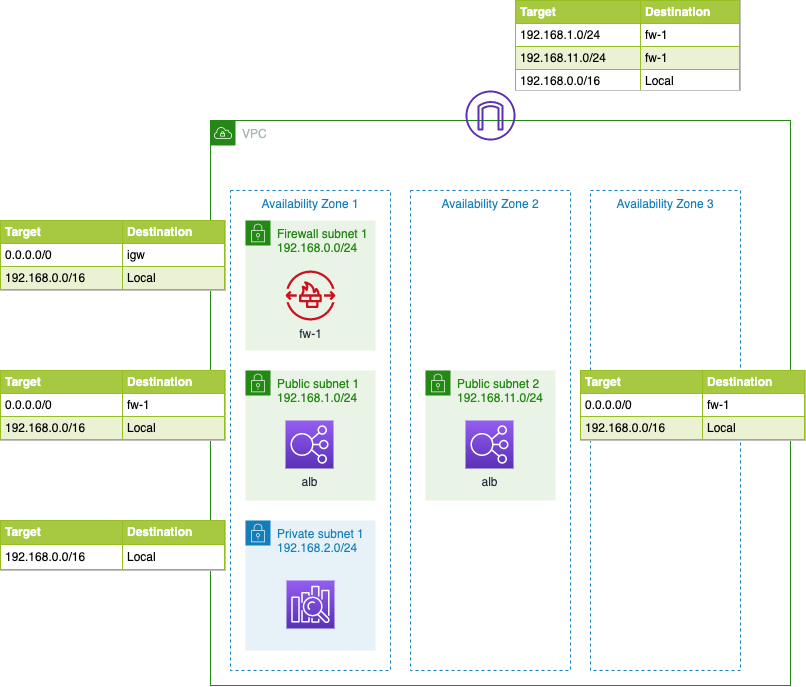 Target Destination
192.168.1.0/24 fw-1
192.168.11.0/24 fw-1
192.168.0.0/16 Local
VPC
Availability Zone 1
Availability Zone 2
Availability Zone 3
Target Destination
0.0.0.0/0 igw
192.168.0.0/16 Local
Firewall subnet 1
192.168.0.0/24
fw-1
Target Destination
0.0.0.0/0 fw-1
192.168.0.0/16 Local
Public subnet 1
192.168.1.0/24
alb
Public subnet 2
192.168.11.0/24
alb
Target Destination
0.0.0.0/0 fw-1
192.168.0.0/16 Local
Target Destination
192.168.0.0/16 Local
Private subnet 1
192.168.2.0/24